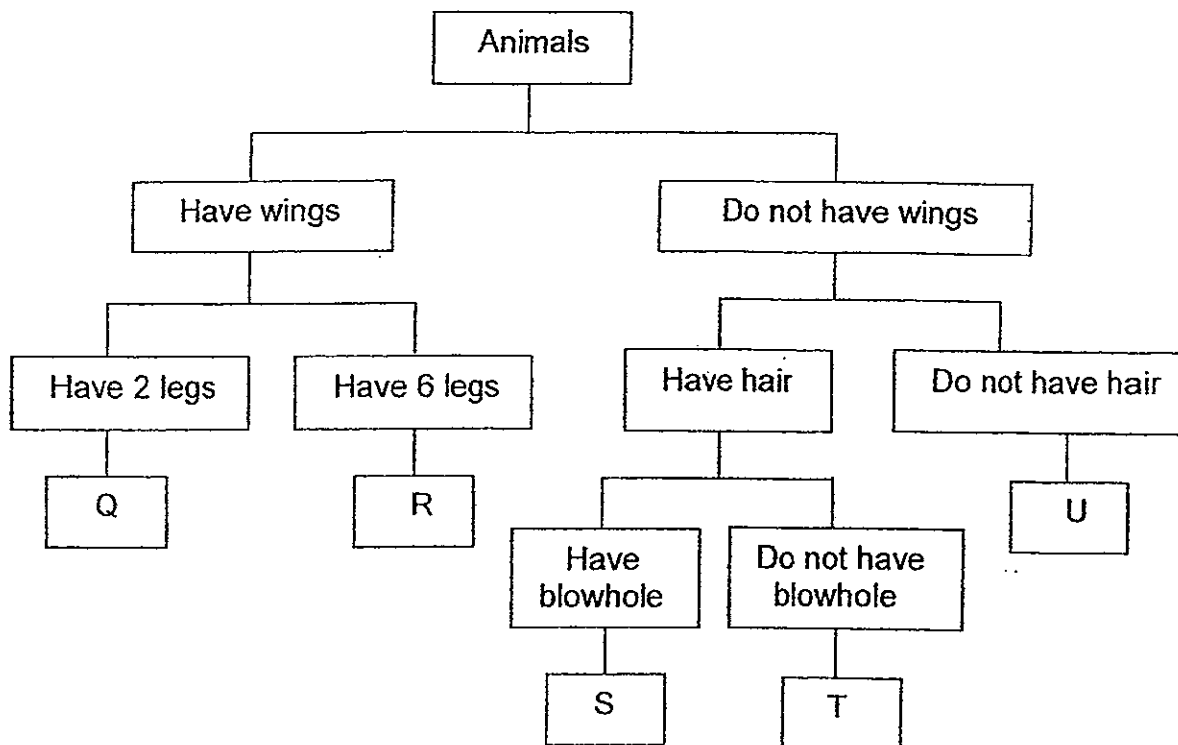 Animals
Have wings
Do not have wings
Have 2 legs
Have 6 legs
Have hair
Do not have hair
Q
R
U
Have
blowhole
Do not have
blowhole
S
T